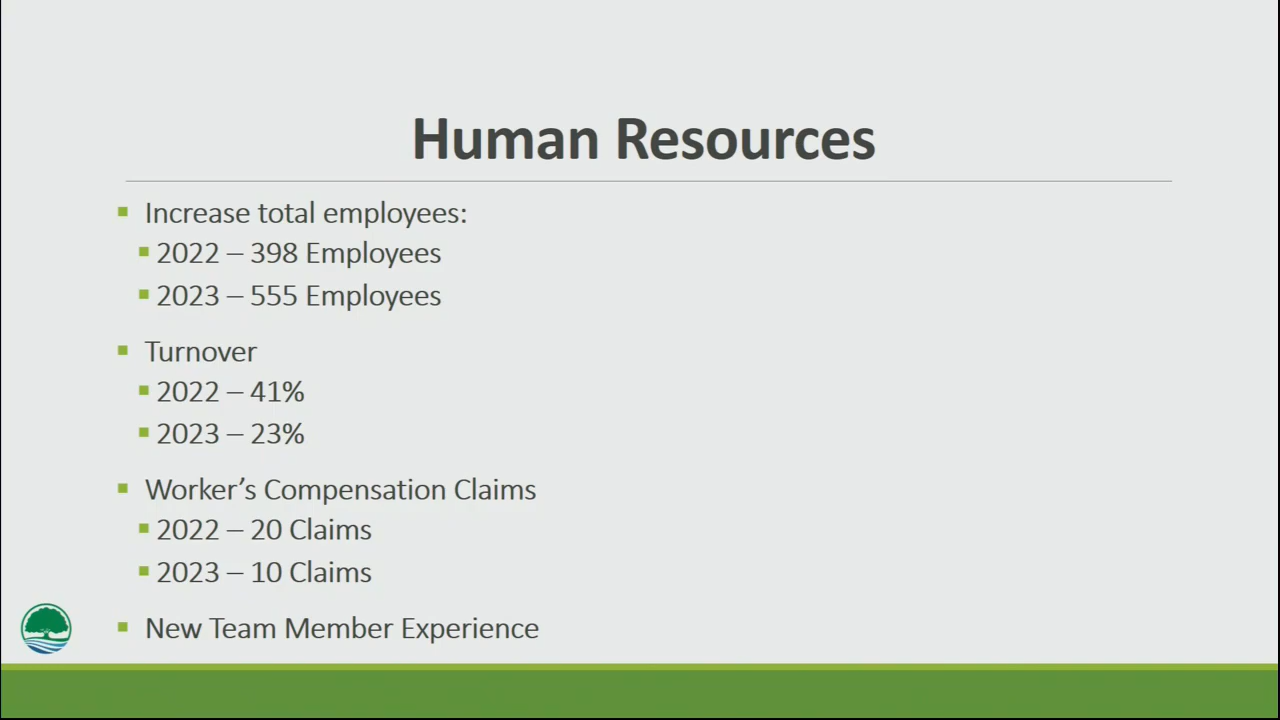 Human Resources
Increase total employees:
2022 – 398 Employees
2023 – 555 Employees
Turnover
2022 – 41%
2023 – 23%
Worker’s Compensation Claims
2022 – 20 Claims
2023 – 10 Claims
New Team Member Experience